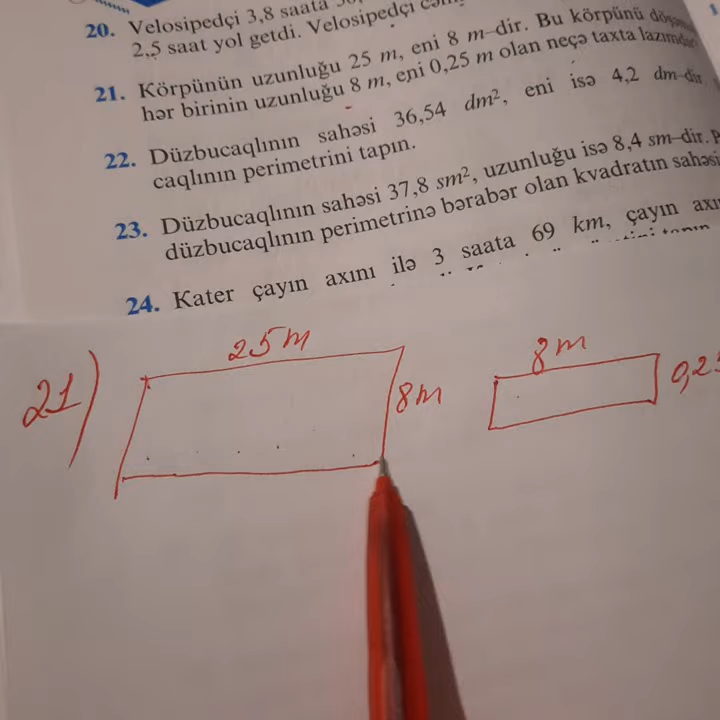 20. Velosipedçi 3,8 saata
2,5 saat yol getdi. Velosipedçi
21. Körpünün uzunluğu 25 m, eni 8 m–dir. Bu körpünü
hər birinin uzunluğu 8 m, eni 0,25 m olan neçə taxta lazımdır
22. Düzbucaqlının sahəsi 36,54 dm², eni isə 4,2 dm–dir.
caqlının perimetrini tapın.
23. Düzbucaqlının sahəsi 37,8 sm², uzunluğu isə 8,4 sm–dir.
düzbucaqlının perimetrinə bərabər olan kvadratın sahəsi
24. Kater çayın axını ilə 3 saata 69 km, çayın
21)
25 m
8 m
8 m